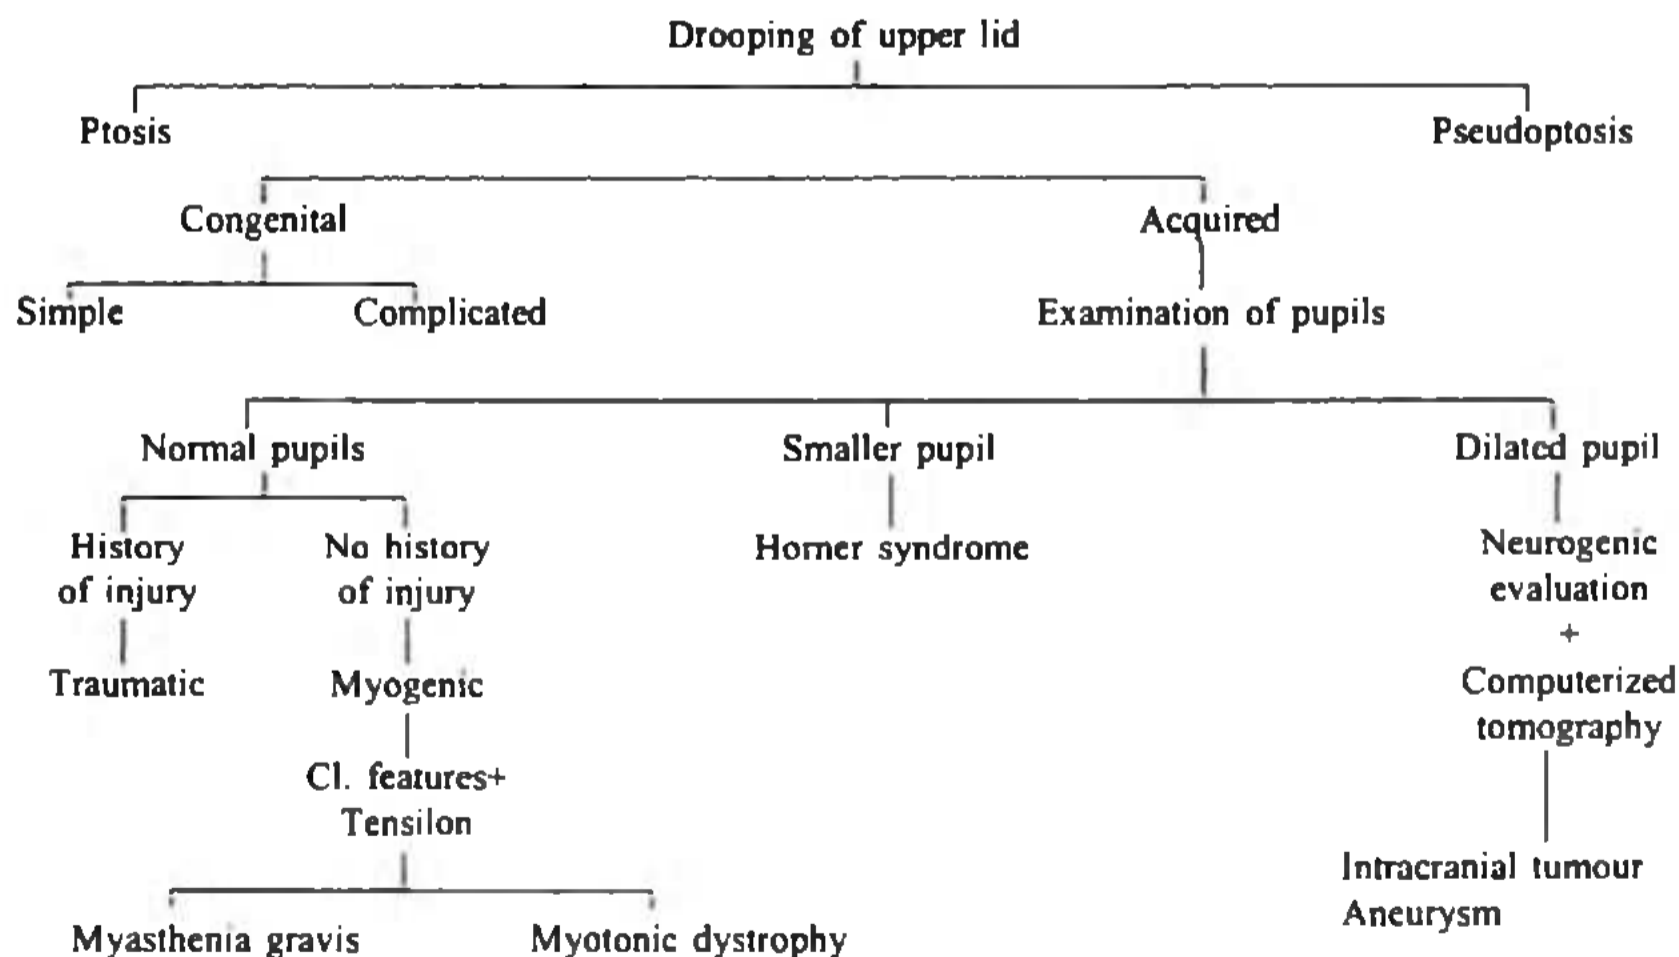 Drooping of upper lid
Ptosis
Pseudoptosis
Congenital
Acquired
Simple
Complicated
Examination of pupils
Normal pupils
Smaller pupil
Dilated pupil
History
of injury
No history
of injury
Horner syndrome
Neurogenic
evaluation
+
Computerized
tomography
Traumatic
Myogenic
Cl. features+
Tensilon
Intracranial tumour
Aneurysm
Myasthenia gravis
Myotonic dystrophy